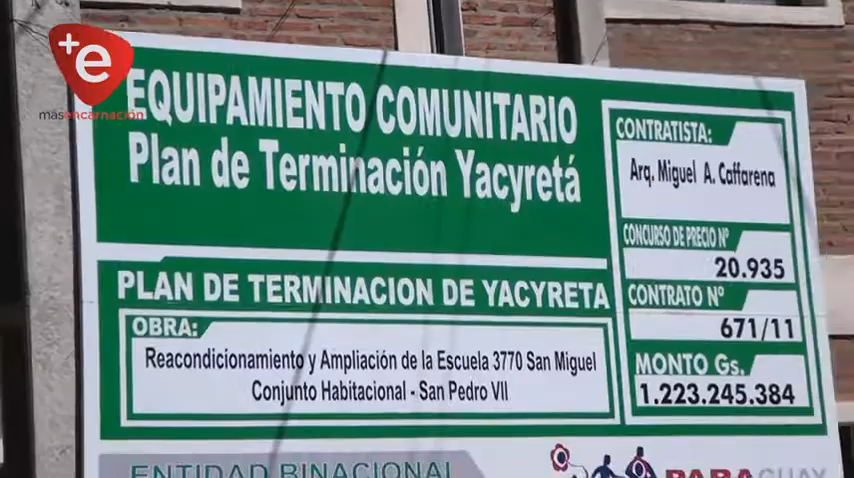 +e
masencarnación
EQUIPAMIENTO COMUNITARIO
Plan de Terminación Yacyretá
PLAN DE TERMINACION DE YACYRETA
OBRA:
Reacondicionamiento y Ampliación de la Escuela 3770 San Miguel
Conjunto Habitacional - San Pedro VII
CONTRATISTA:
Arq. Miguel A. Caffarena
CONCURSO DE PRECIO Nº
20.935
CONTRATO Nº
671/11
MONTO Gs.
1.223.245.384
ENTIDAD BINACIONAL
PARAGUAY